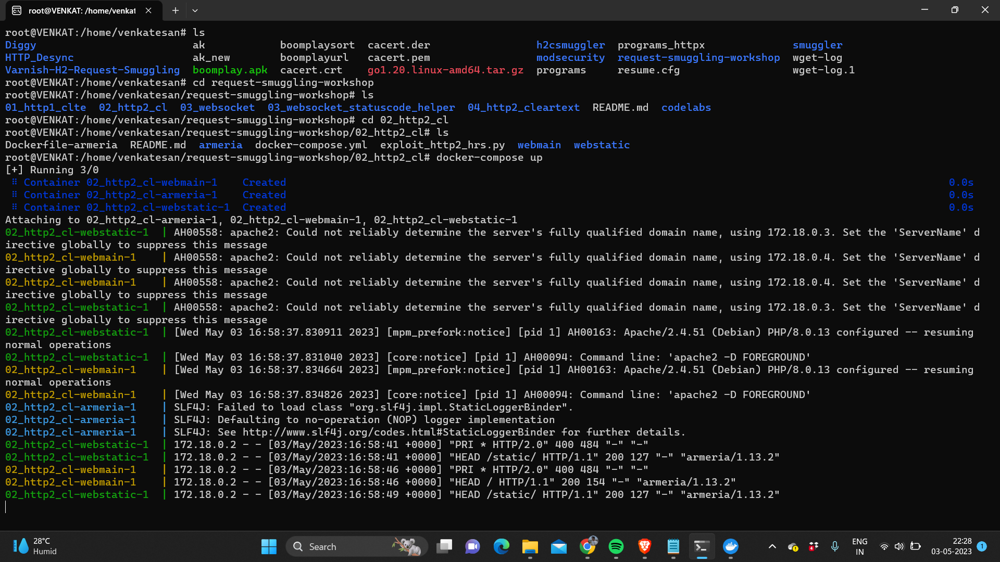 root@VENKAT: /home/venkat
root@VENKAT:/home/venkatesan# ls
Diggy ak boomplaysort cacert.der h2csmuggler programs_httpx smuggler
HTTP_Desync ak_new boomplayurl cacert.pem modsecurity request-smuggling-workshop wget-log
Varnish-H2-Request-Smuggling boomplay.apk cacert.crt go1.20.linux-amd64.tar.gz programs resume.cfg wget-log.1
root@VENKAT:/home/venkatesan# cd request-smuggling-workshop
root@VENKAT:/home/venkatesan/request-smuggling-workshop# ls
01_http1_clte 02_http2_cl 03_websocket 03_websocket_statuscode_helper 04_http2_cleartext README.md codelabs
root@VENKAT:/home/venkatesan/request-smuggling-workshop# cd 02_http2_cl
root@VENKAT:/home/venkatesan/request-smuggling-workshop/02_http2_cl# ls
Dockerfile-armeria README.md armeria docker-compose.yml exploit_http2_hrs.py webmain webstatic
root@VENKAT:/home/venkatesan/request-smuggling-workshop/02_http2_cl# docker-compose up
[+] Running 3/0
⠿ Container 02_http2_cl-webmain-1 Created 0.0s
⠿ Container 02_http2_cl-armeria-1 Created 0.0s
⠿ Container 02_http2_cl-webstatic-1 Created 0.0s
Attaching to 02_http2_cl-armeria-1, 02_http2_cl-webmain-1, 02_http2_cl-webstatic-1
02_http2_cl-webstatic-1 | AH00558: apache2: Could not reliably determine the server's fully qualified domain name, using 172.18.0.3. Set the 'ServerName' d
irective globally to suppress this message
02_http2_cl-webmain-1 | AH00558: apache2: Could not reliably determine the server's fully qualified domain name, using 172.18.0.4. Set the 'ServerName' d
irective globally to suppress this message
02_http2_cl-webmain-1 | AH00558: apache2: Could not reliably determine the server's fully qualified domain name, using 172.18.0.4. Set the 'ServerName' d
irective globally to suppress this message
02_http2_cl-webstatic-1 | AH00558: apache2: Could not reliably determine the server's fully qualified domain name, using 172.18.0.3. Set the 'ServerName' d
irective globally to suppress this message
02_http2_cl-webstatic-1 | [Wed May 03 16:58:37.830911 2023] [mpm_prefork:notice] [pid 1] AH00163: Apache/2.4.51 (Debian) PHP/8.0.13 configured -- resuming
normal operations
02_http2_cl-webstatic-1 | [Wed May 03 16:58:37.831040 2023] [core:notice] [pid 1] AH00094: Command line: 'apache2 -D FOREGROUND'
02_http2_cl-webmain-1 | [Wed May 03 16:58:37.834664 2023] [mpm_prefork:notice] [pid 1] AH00163: Apache/2.4.51 (Debian) PHP/8.0.13 configured -- resuming
normal operations
02_http2_cl-webmain-1 | [Wed May 03 16:58:37.834826 2023] [core:notice] [pid 1] AH00094: Command line: 'apache2 -D FOREGROUND'
02_http2_cl-armeria-1 | SLF4J: Failed to load class "org.slf4j.impl.StaticLoggerBinder".
02_http2_cl-armeria-1 | SLF4J: Defaulting to no-operation (NOP) logger implementation
02_http2_cl-armeria-1 | SLF4J: See http://www.slf4j.org/codes.html#StaticLoggerBinder for further details.
02_http2_cl-webstatic-1 | 172.18.0.2 - - [03/May/2023:16:58:41 +0000] "PRI * HTTP/2.0" 400 484 "-" "-"
02_http2_cl-webstatic-1 | 172.18.0.2 - - [03/May/2023:16:58:41 +0000] "HEAD /static/ HTTP/1.1" 200 127 "-" "armeria/1.13.2"
02_http2_cl-webmain-1 | 172.18.0.2 - - [03/May/2023:16:58:46 +0000] "PRI * HTTP/2.0" 400 484 "-" "-"
02_http2_cl-webmain-1 | 172.18.0.2 - - [03/May/2023:16:58:46 +0000] "HEAD / HTTP/1.1" 200 154 "-" "armeria/1.13.2"
02_http2_cl-webstatic-1 | 172.18.0.2 - - [03/May/2023:16:58:49 +0000] "HEAD /static/ HTTP/1.1" 200 127 "-" "armeria/1.13.2"
28°C
Humid
Search
4
ENG
IN
22:28
03-05-2023
1